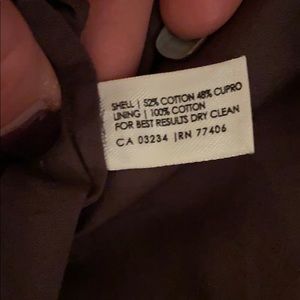 SHELL | 52% COTTON 48% CUPRO
LINING | 100% COTTON
FOR BEST RESULTS DRY CLEAN
CA 03234 | RN 77406